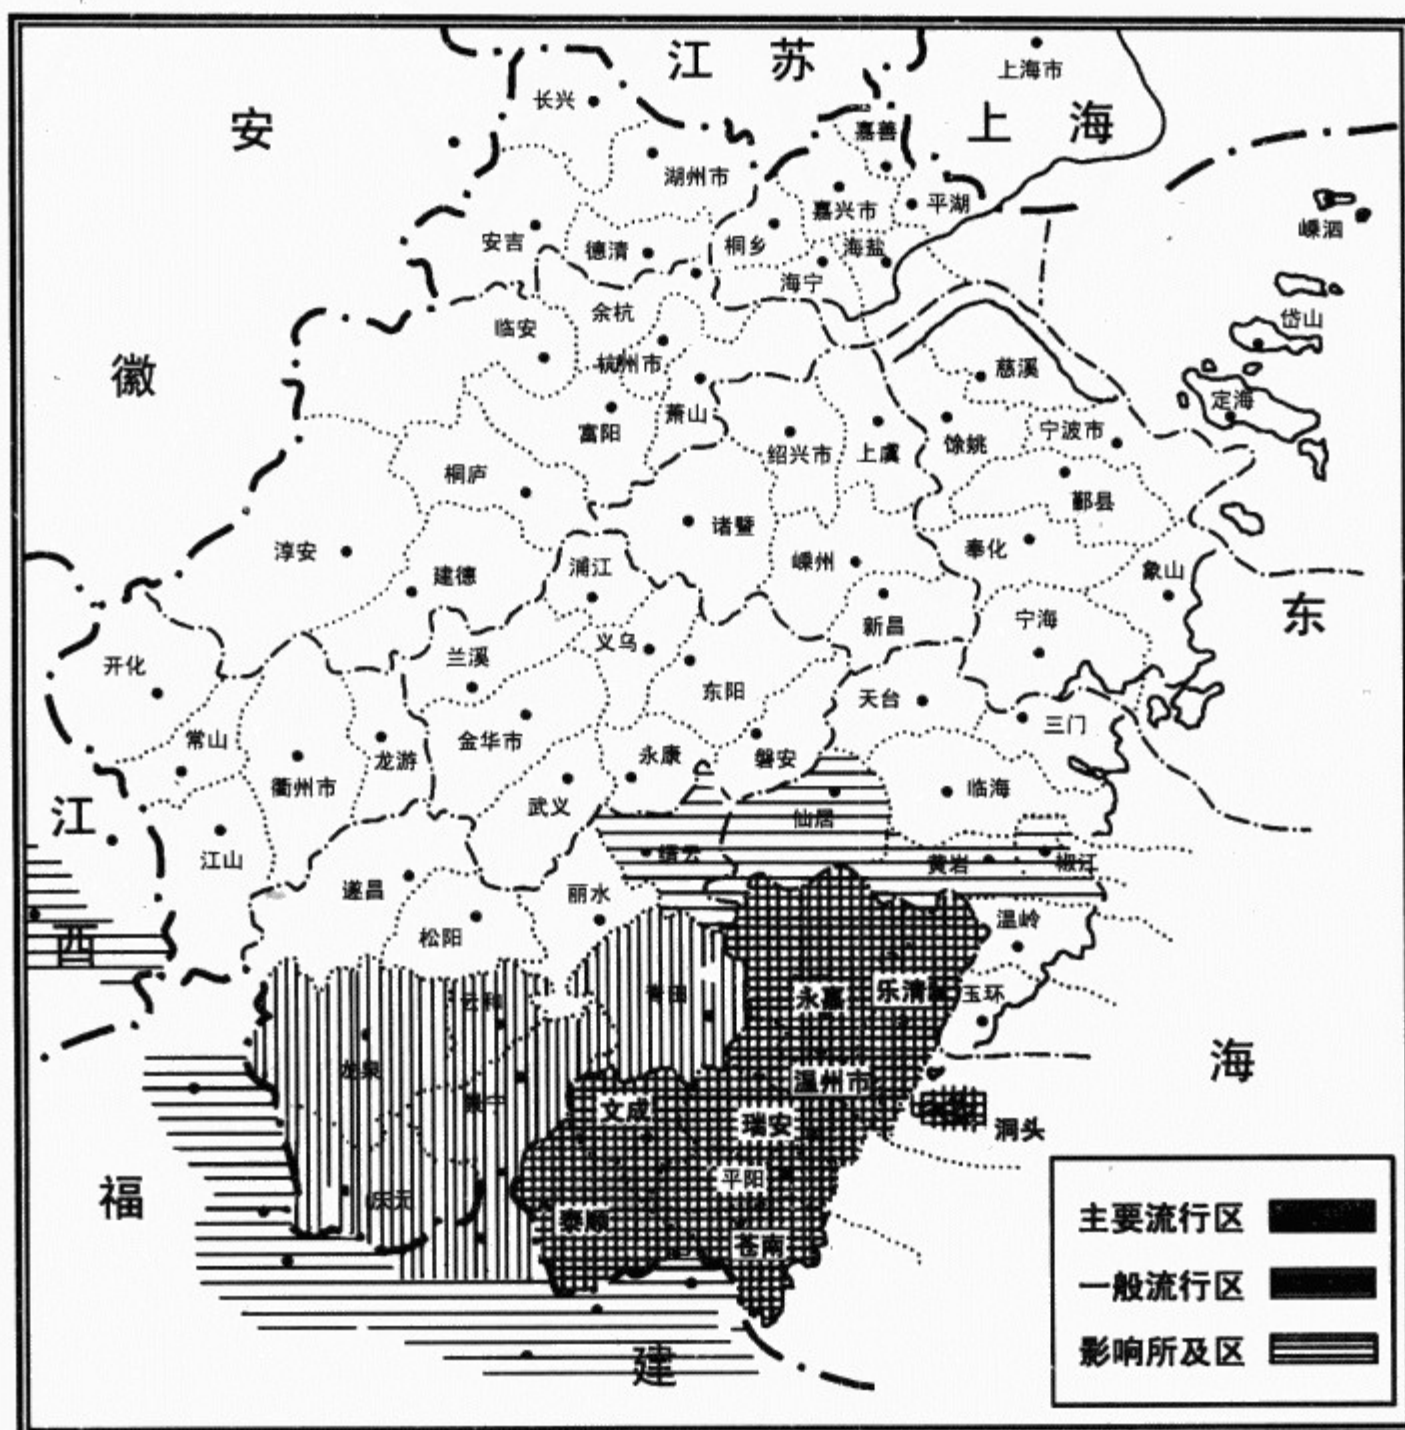 江 苏
上海市
安
长兴
上 海
嘉善
湖州市
嘉兴市
平湖
嵊泗
安吉
德清
桐乡
海盐
海宁
余杭
临安
岱山
徽
杭州市
慈溪
定海
萧山
富阳
馀姚
宁波市
绍兴市
上虞
桐庐
鄞县
诸暨
淳安
奉化
嵊州
浦江
建德
象山
东
新昌
宁海
义乌
兰溪
开化
东阳
天台
三门
常山
金华市
龙游
永康
磐安
衢州市
临海
武义
江
仙居
江山
缙云
黄岩
椒江
遂昌
丽水
温岭
松阳
西
青田
永嘉
乐清
玉环
云和
龙泉
海
温州市
景宁
文成
瑞安
洞头
平阳
福
庆元
泰顺
苍南
建
主要流行区
一般流行区
影响所及区